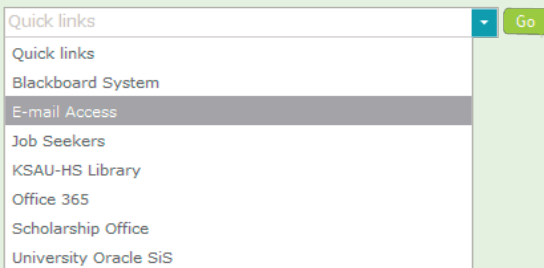 Quick links Go
Quick links
Blackboard System
E-mail Access
Job Seekers
KSAU-HS Library
Office 365
Scholarship Office
University Oracle SiS